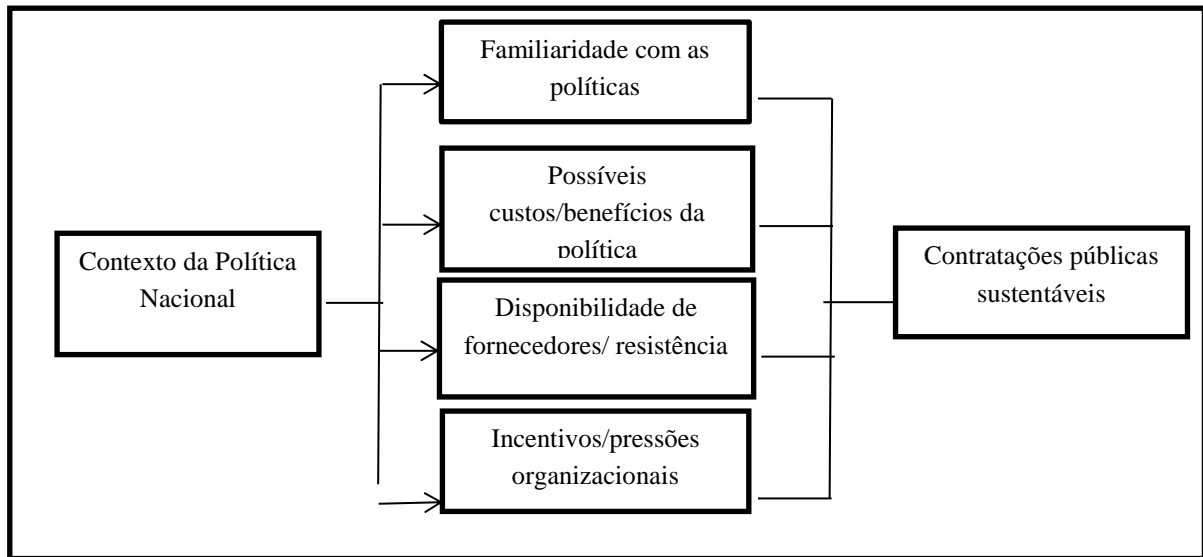 Familiaridade com as
políticas
Possíveis
custos/benefícios da
política
Contexto da Política
Nacional
Contratações públicas
sustentáveis
Disponibilidade de
fornecedores/ resistência
Incentivos/pressões
organizacionais